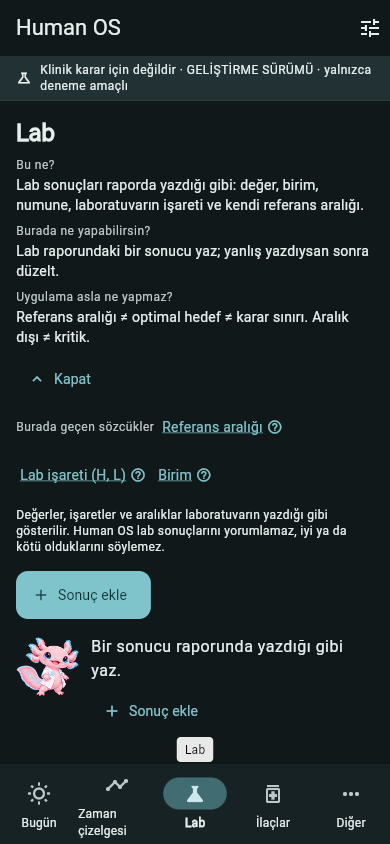 Human OS
Klinik karar için değildir · GELİŞTİRME SÜRÜMÜ · yalnızca
deneme amaçlı
Lab
Bu ne?
Lab sonuçları raporda yazdığı gibi: değer, birim,
numune, laboratuvarın işareti ve kendi referans aralığı.
Burada ne yapabilirsin?
Lab raporundaki bir sonucu yaz; yanlış yazdıysan sonra
düzelt.
Uygulama asla ne yapmaz?
Referans aralığı ≠ optimal hedef ≠ karar sınırı. Aralık
dışı ≠ kritik.
Kapat
Burada geçen sözcükler Referans aralığı
Lab işareti (H, L) Birim
Değerler, işaretler ve aralıklar laboratuvarın yazdığı gibi
gösterilir. Human OS lab sonuçlarını yorumlamaz, iyi ya da
kötü olduklarını söylemez.
+ Sonuç ekle
Bir sonucu raporunda yazdığı gibi
yaz.
+ Sonuç ekle
Lab
Bugün
Zaman
çizelgesi
Lab
İlaçlar
Diğer